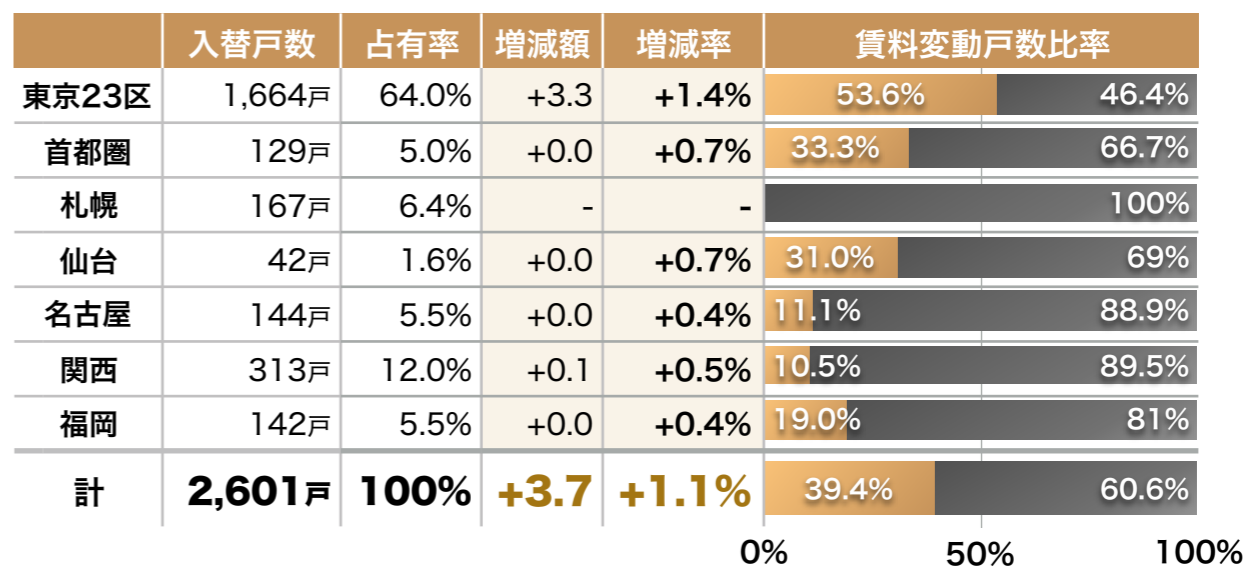 入替戸数 占有率 増減額 増減率 賃料変動戸数比率
東京23区 1,664戸 64.0% +3.3 +1.4% 53.6% 46.4%
首都圏 129戸 5.0% +0.0 +0.7% 33.3% 66.7%
札幌 167戸 6.4% - - 100%
仙台 42戸 1.6% +0.0 +0.7% 31.0% 69%
名古屋 144戸 5.5% +0.0 +0.4% 11.1% 88.9%
関西 313戸 12.0% +0.1 +0.5% 10.5% 89.5%
福岡 142戸 5.5% +0.0 +0.4% 19.0% 81%
計 2,601戸 100% +3.7 +1.1% 39.4% 60.6%
0% 50% 100%